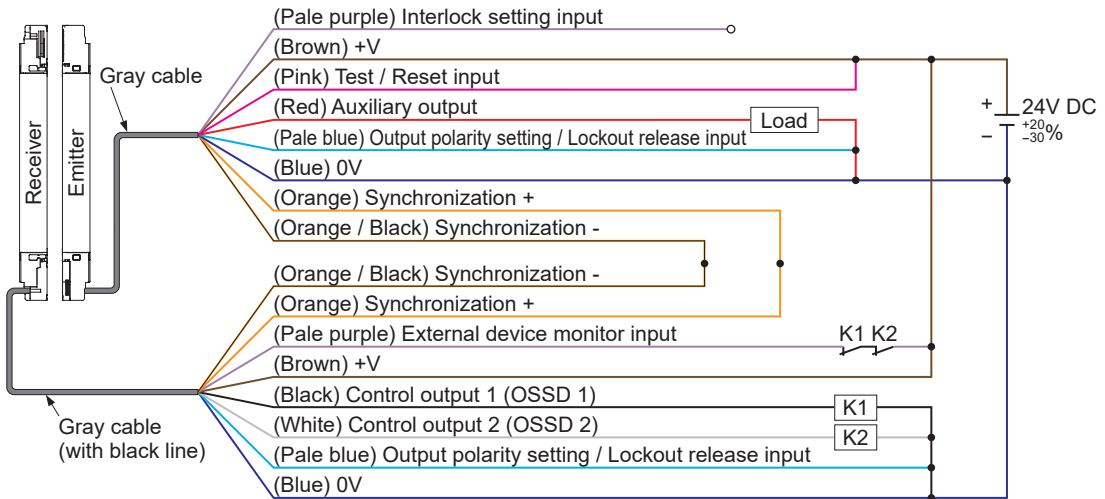 (Pale purple) Interlock setting input
(Brown) +V
Gray cable
(Pink) Test / Reset input
(Red) Auxiliary output
Load
+
24V DC
+20
−30 %
−
(Pale blue) Output polarity setting / Lockout release input
(Blue) 0V
Receiver
Emitter
(Orange) Synchronization +
(Orange / Black) Synchronization -
(Orange / Black) Synchronization -
(Orange) Synchronization +
(Pale purple) External device monitor input
K1 K2
(Brown) +V
(Black) Control output 1 (OSSD 1)
K1
Gray cable
(with black line)
(White) Control output 2 (OSSD 2)
K2
(Pale blue) Output polarity setting / Lockout release input
(Blue) 0V